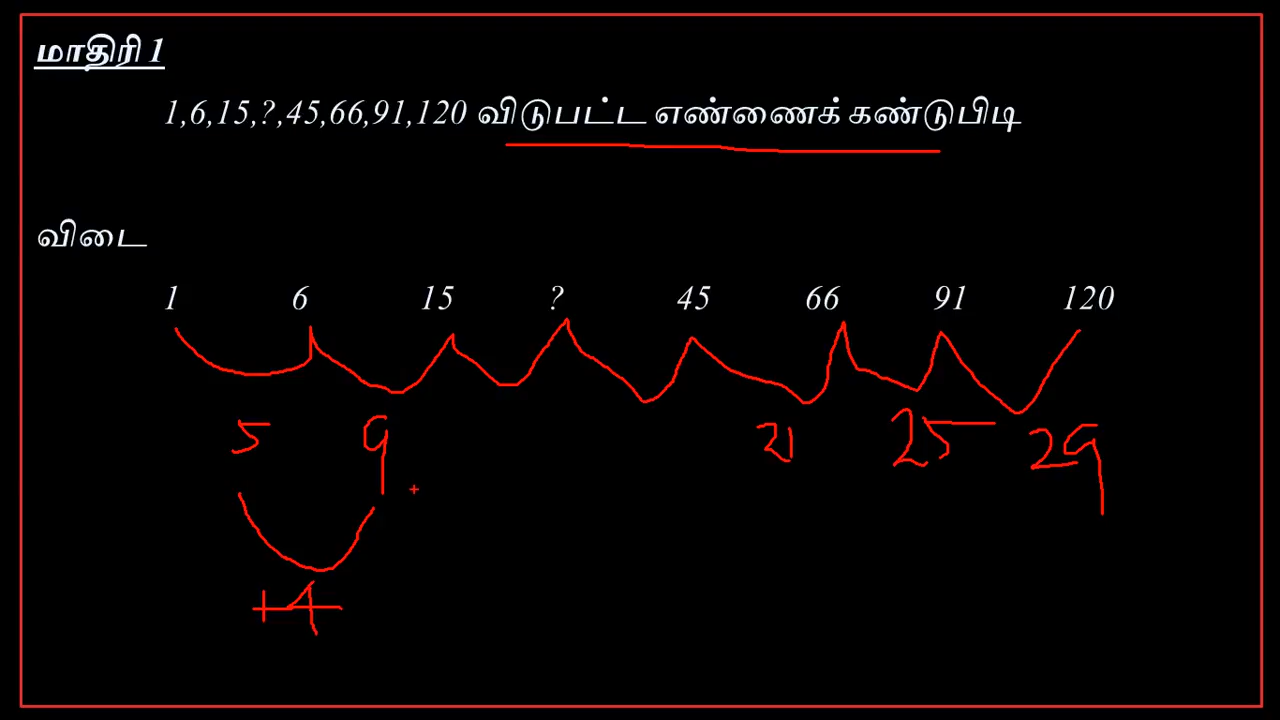 மாதிரி 1
1,6,15,?,45,66,91,120 விடுபட்ட எண்ணைக் கண்டுபிடி
விடை
1 6 15 ? 45 66 91 120
5 9 21 25 29
+4